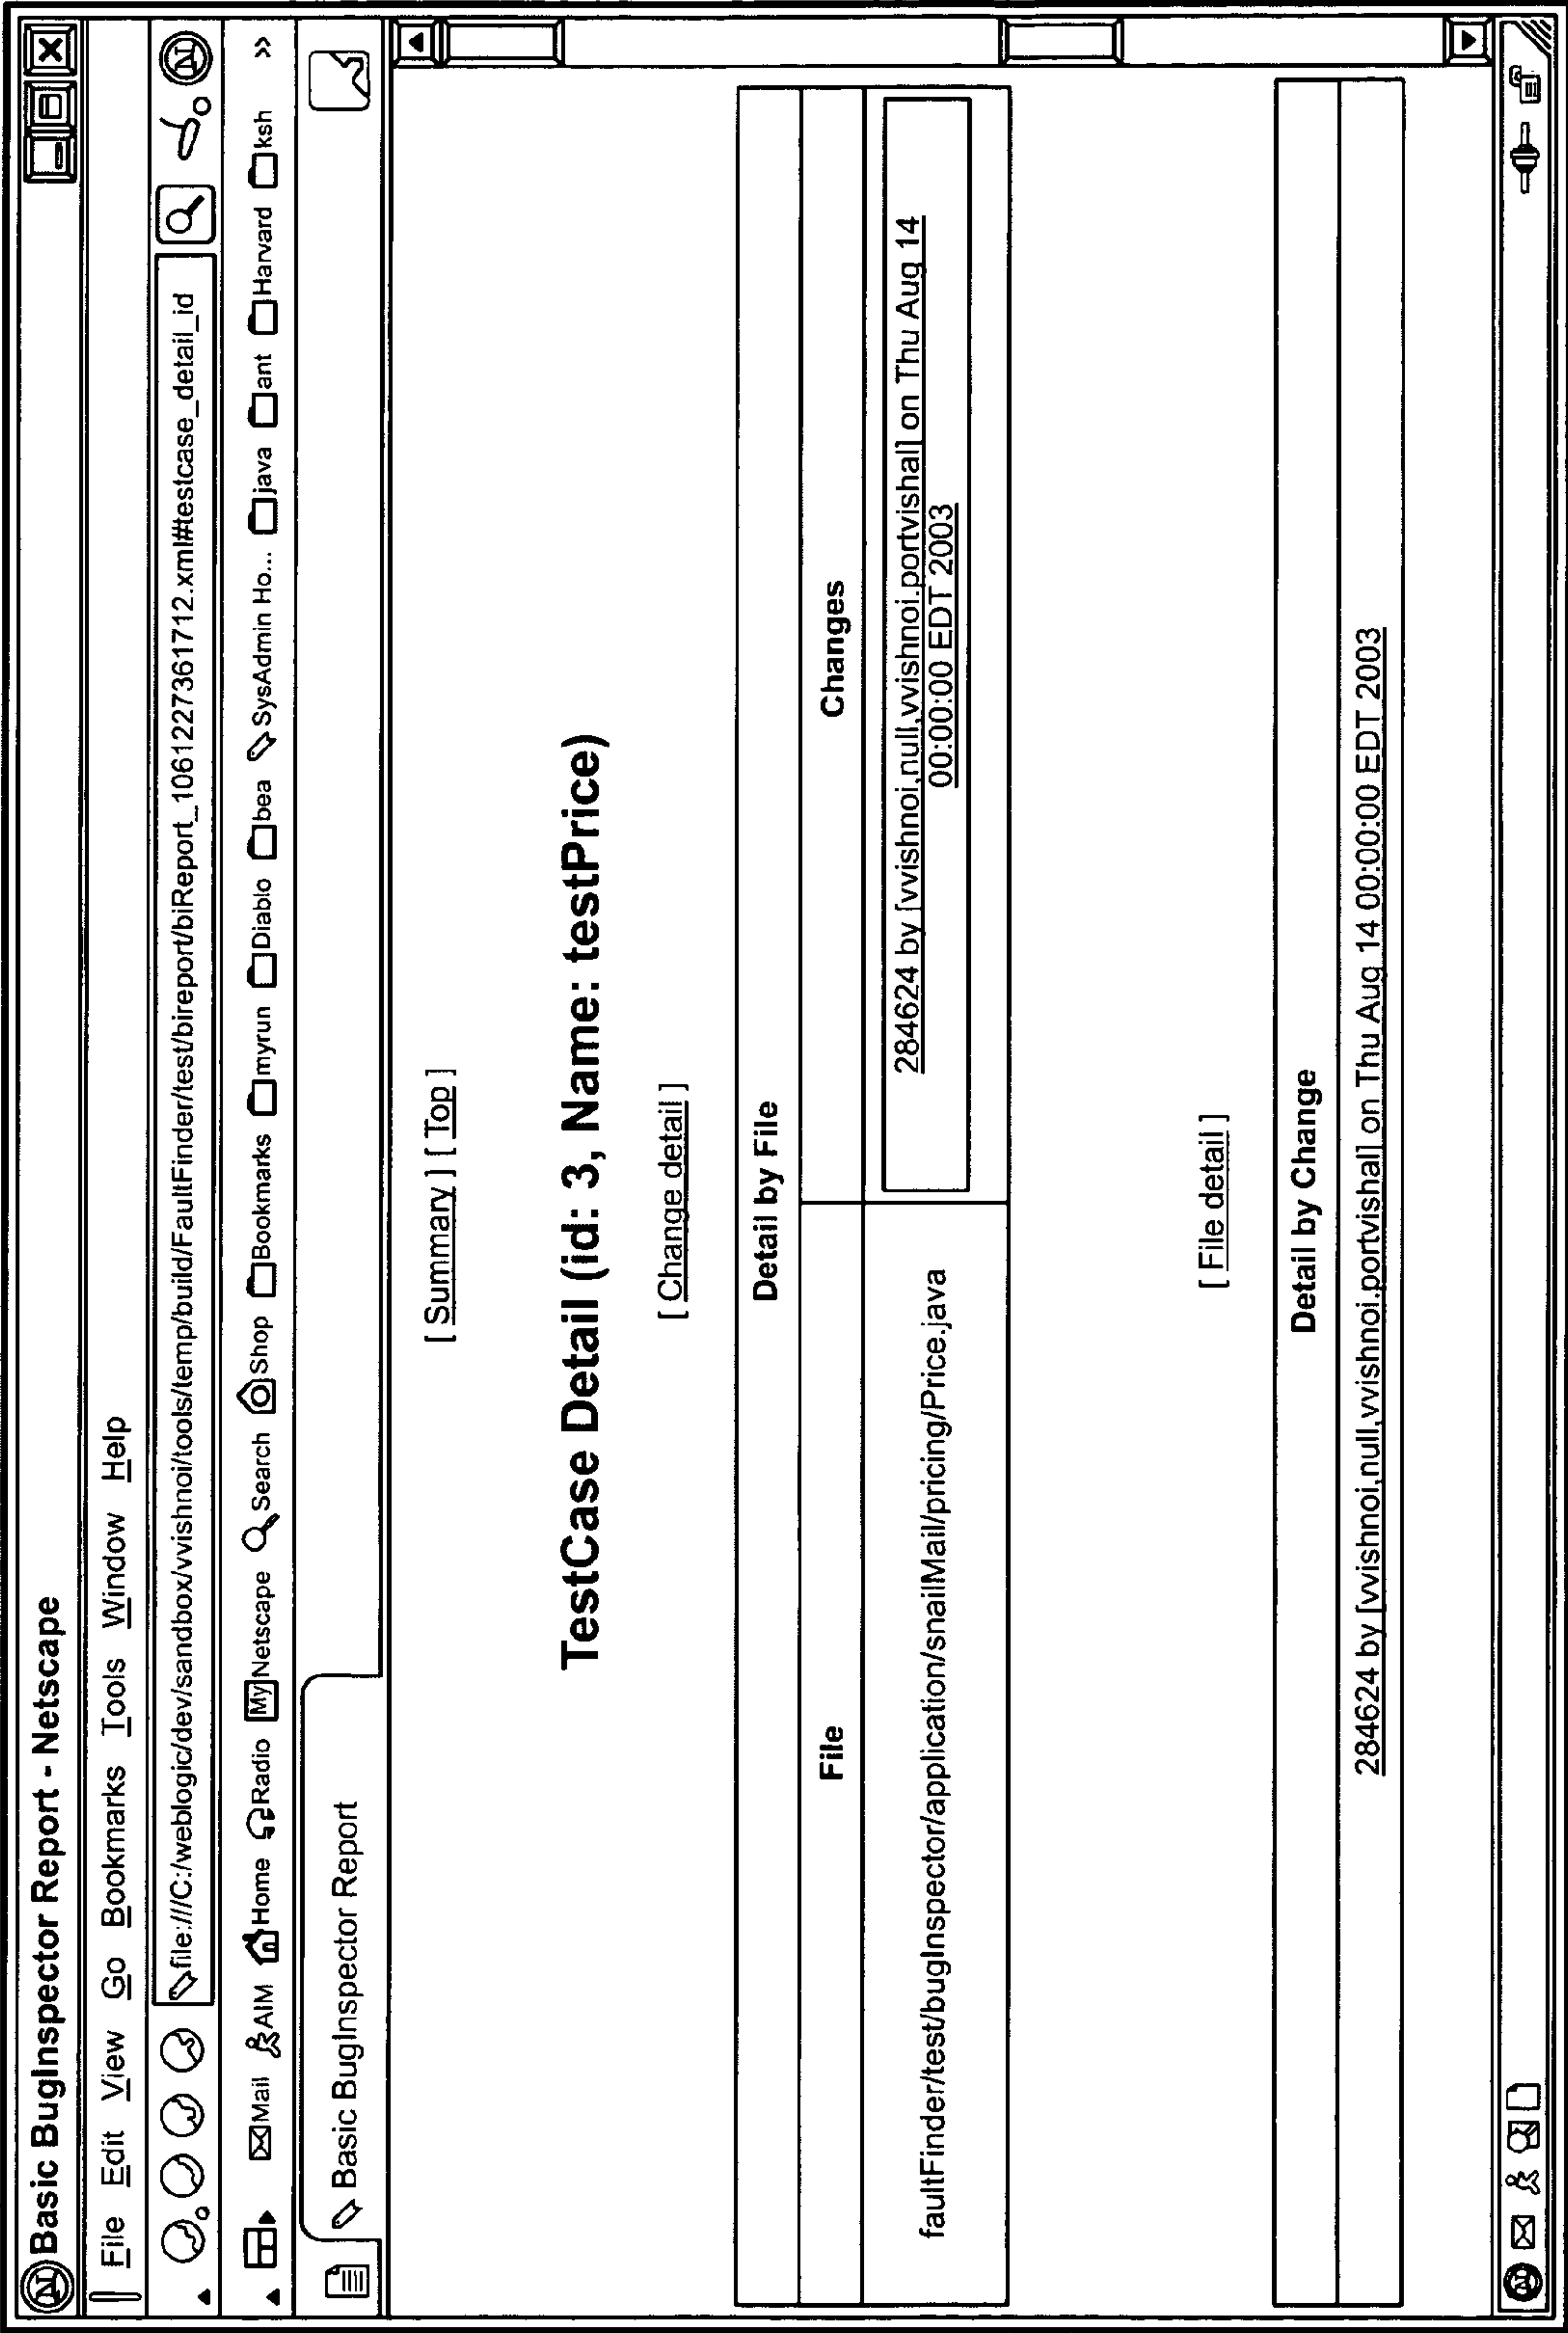 Basic BugInspector Report - Netscape
File Edit View Go Bookmarks Tools Window Help
file:///C:/weblogic/dev/sandbox/vvishnoi/tools/temp/build/FaultFinder/test/bireport/biReport_1061227361712.xml#testcase_detail_id
Mail AIM Home Radio My Netscape Search Shop Bookmarks myrun Diablo bea SysAdmin Ho... java ant Harvard ksh »
Basic BugInspector Report
[ Summary ] [ Top ]
TestCase Detail (id: 3, Name: testPrice)
[ Change detail ]
Detail by File
File Changes
faultFinder/test/bugInspector/application/snailMail/pricing/Price.java
284624 by [vvishnoi,null,vvishnoi.portvishal] on Thu Aug 14
00:00:00 EDT 2003
[ File detail ]
Detail by Change
284624 by [vvishnoi,null,vvishnoi.portvishal] on Thu Aug 14 00:00:00 EDT 2003